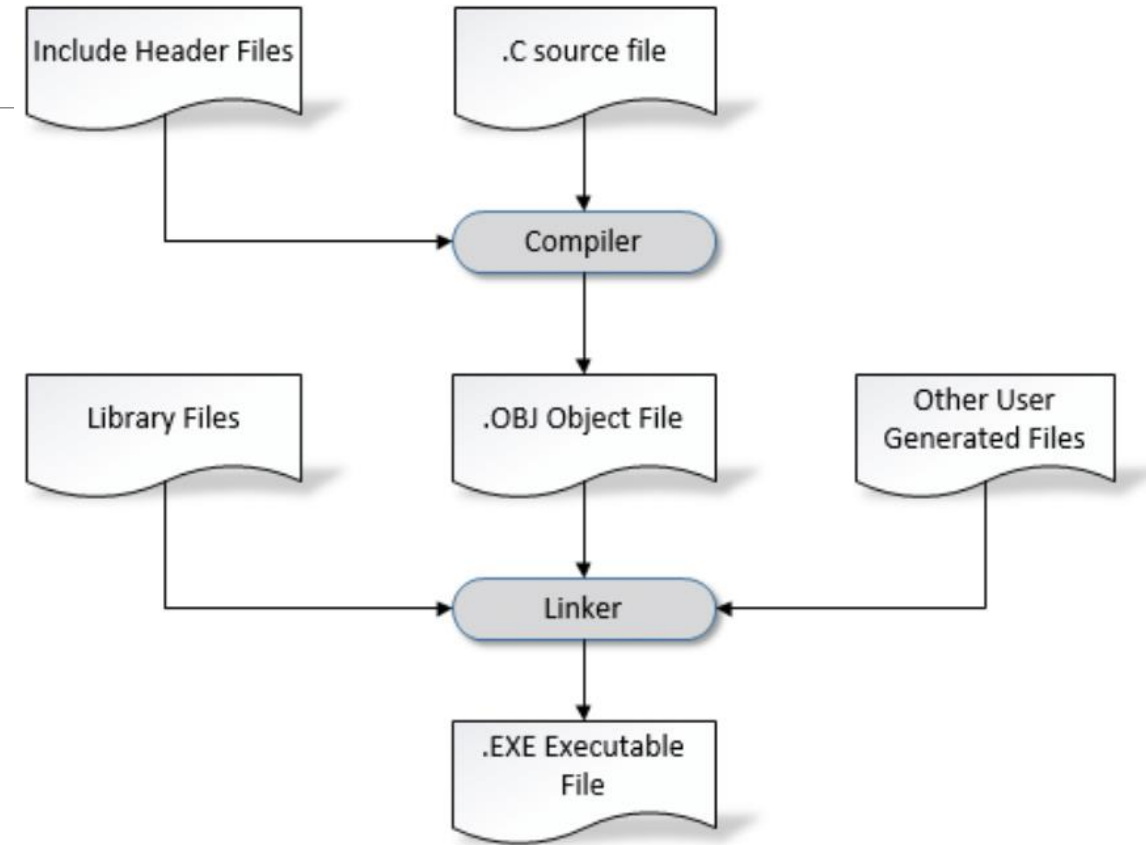 Include Header Files
.C source file
Compiler
Library Files
.OBJ Object File
Other User
Generated Files
Linker
.EXE Executable
File